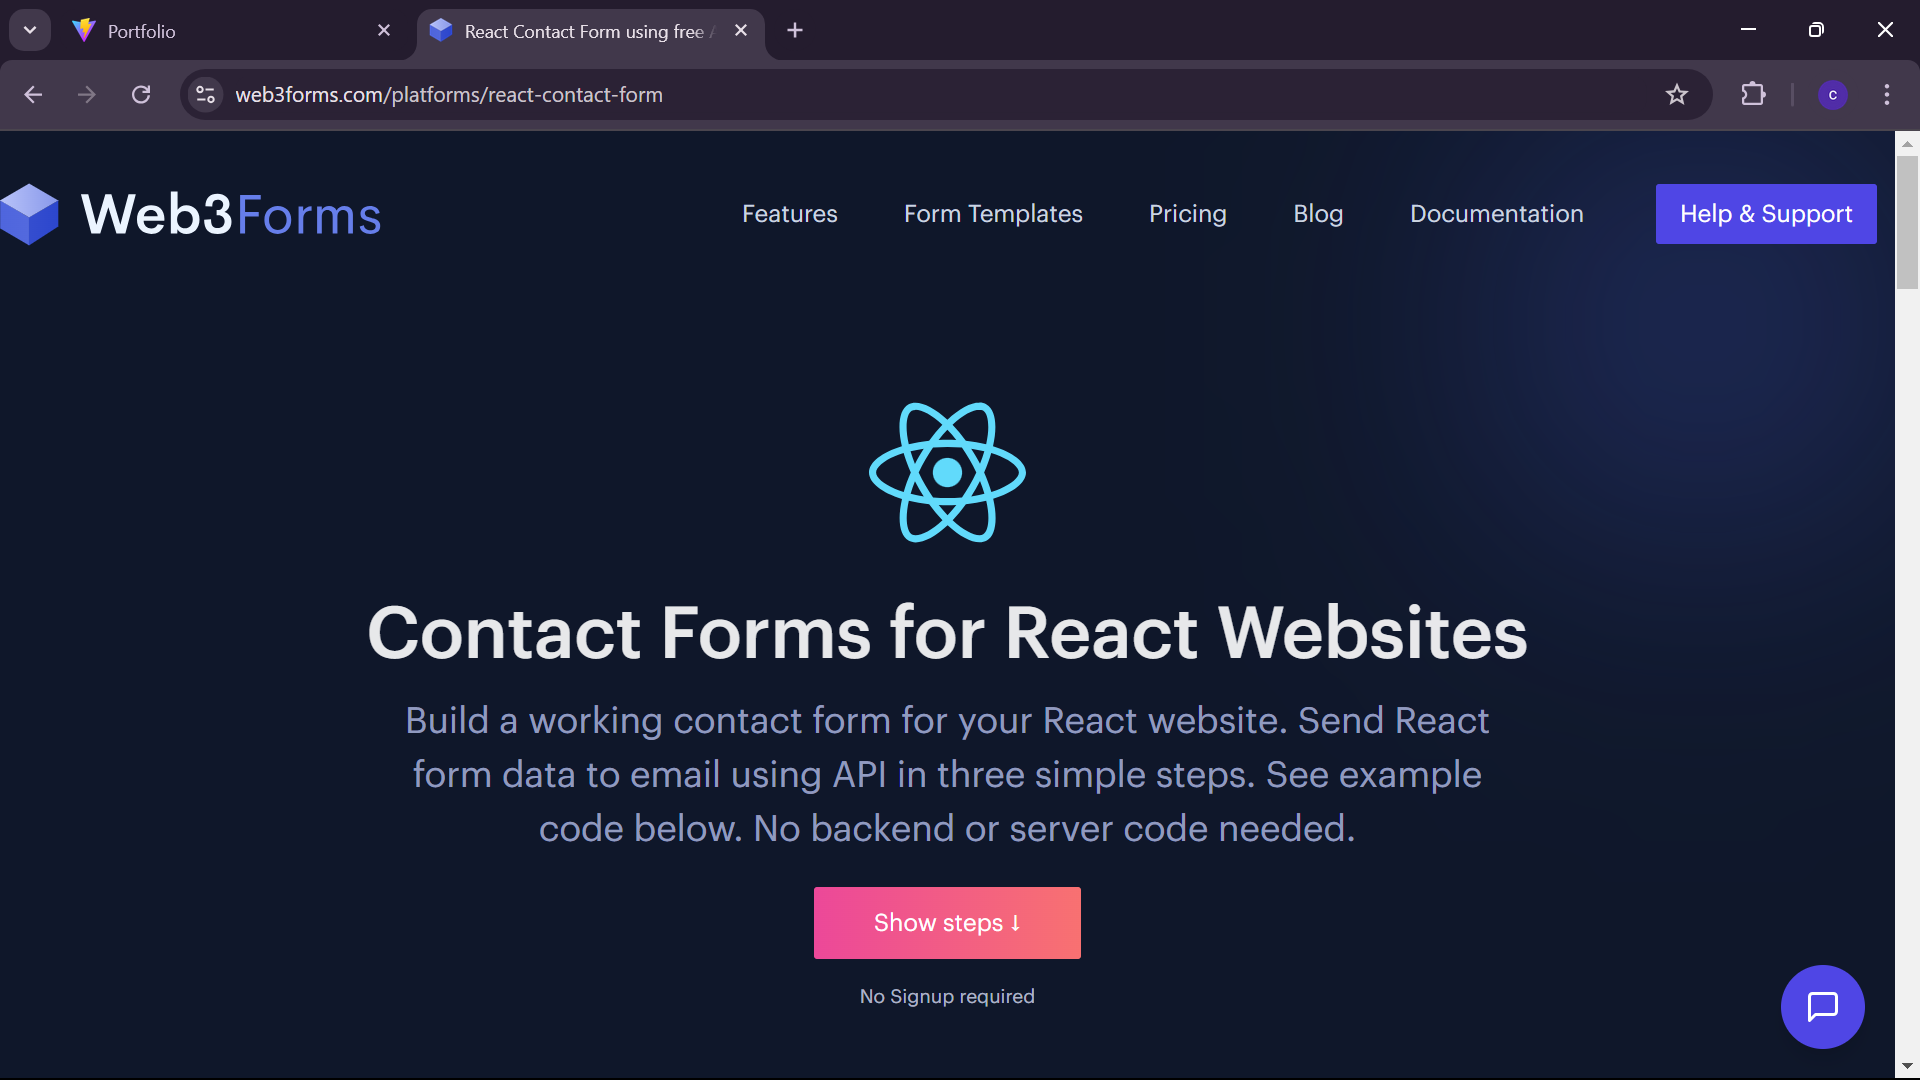 Portfolio
React Contact Form using free
web3forms.com/platforms/react-contact-form
c
Web3Forms
Features
Form Templates
Pricing
Blog
Documentation
Help & Support
Contact Forms for React Websites
Build a working contact form for your React website. Send React
form data to email using API in three simple steps. See example
code below. No backend or server code needed.
Show steps ↓
No Signup required